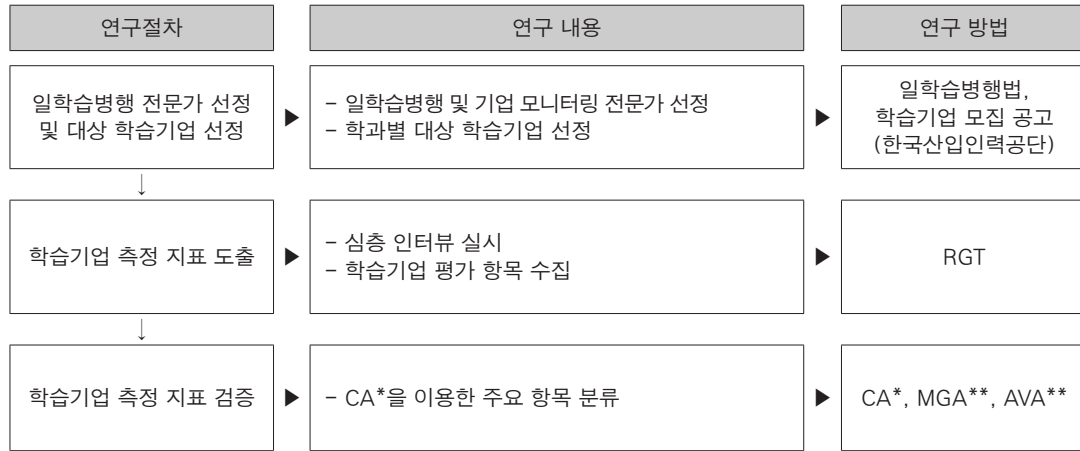 연구절차
연구 내용
연구 방법
일학습병행 전문가 선정
및 대상 학습기업 선정
▶
- 일학습병행 및 기업 모니터링 전문가 선정
- 학과별 대상 학습기업 선정
▶
일학습병행법,
학습기업 모집 공고
(한국산입인력공단)
↓
학습기업 측정 지표 도출
▶
- 심층 인터뷰 실시
- 학습기업 평가 항목 수집
▶
RGT
↓
학습기업 측정 지표 검증
▶
- CA*을 이용한 주요 항목 분류
▶
CA*, MGA**, AVA**